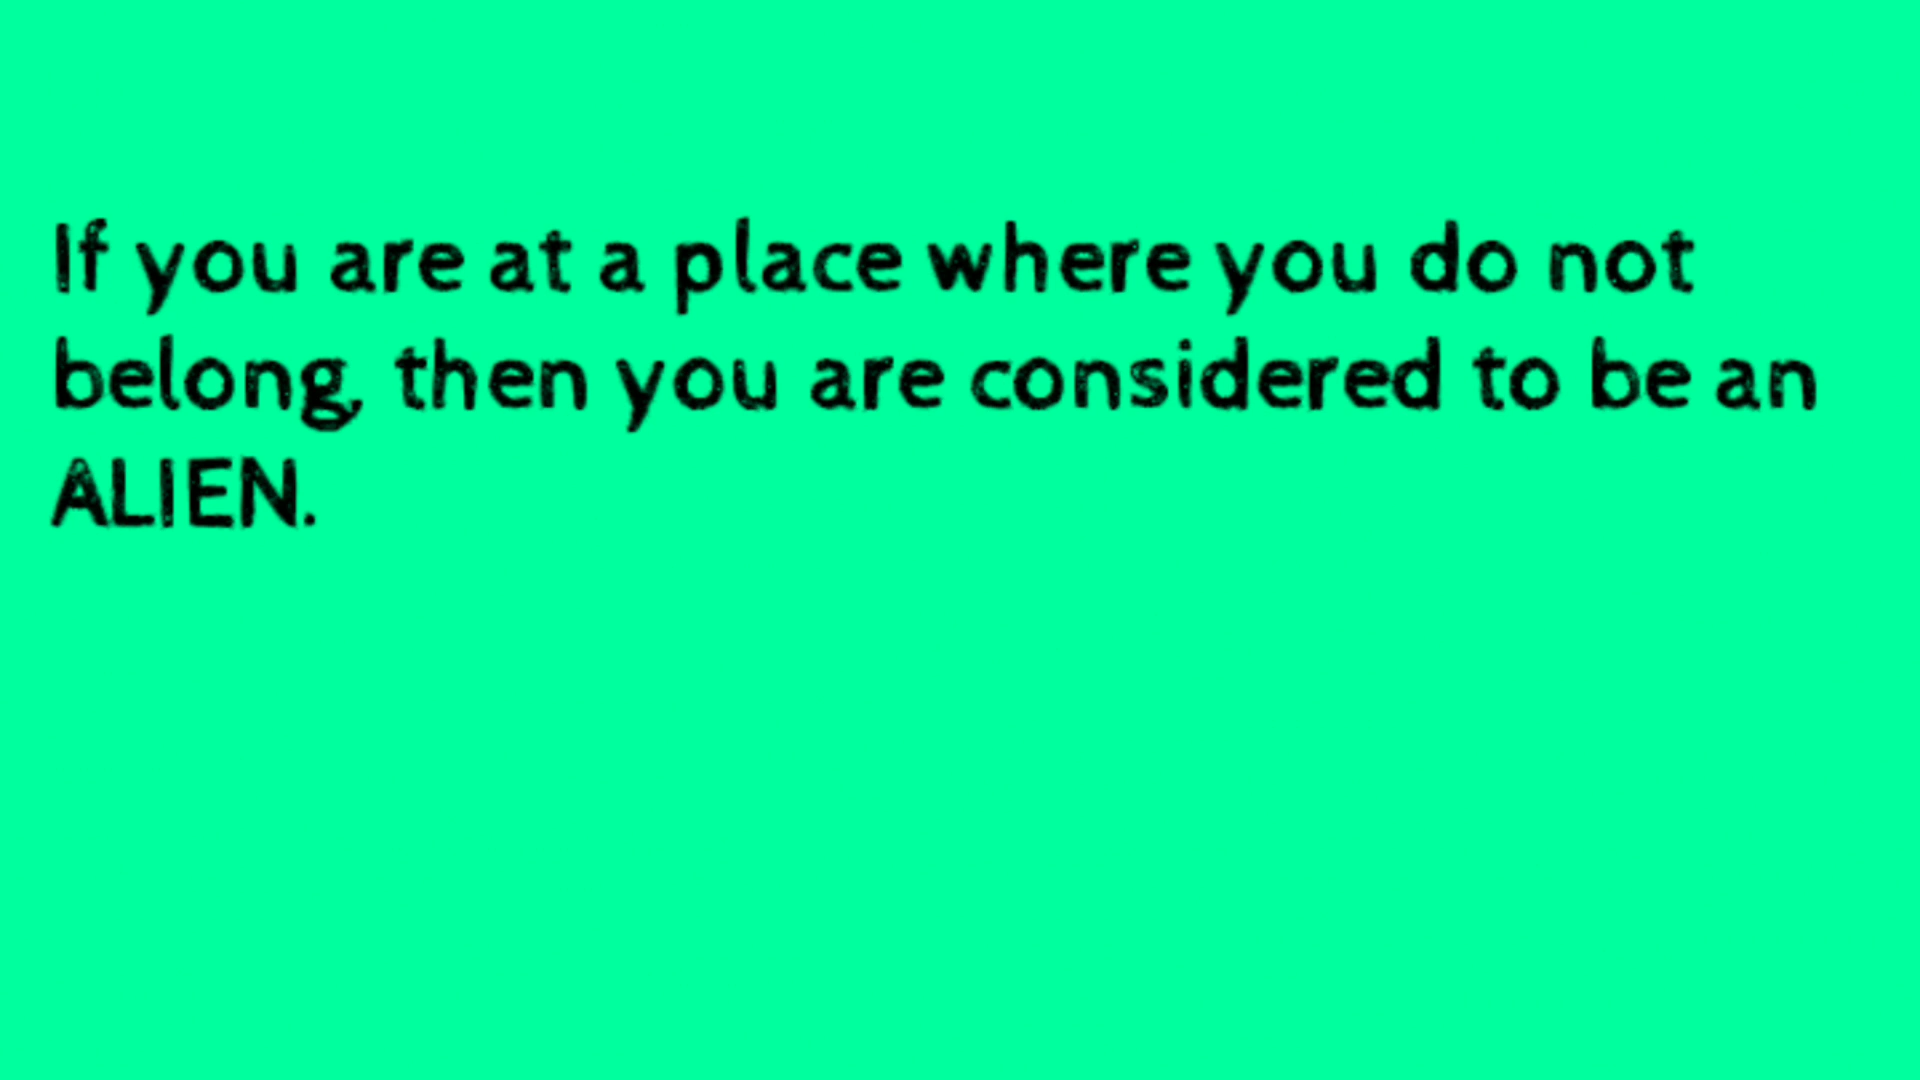 If you are at a place where you do not
belong, then you are considered to be an
ALIEN.